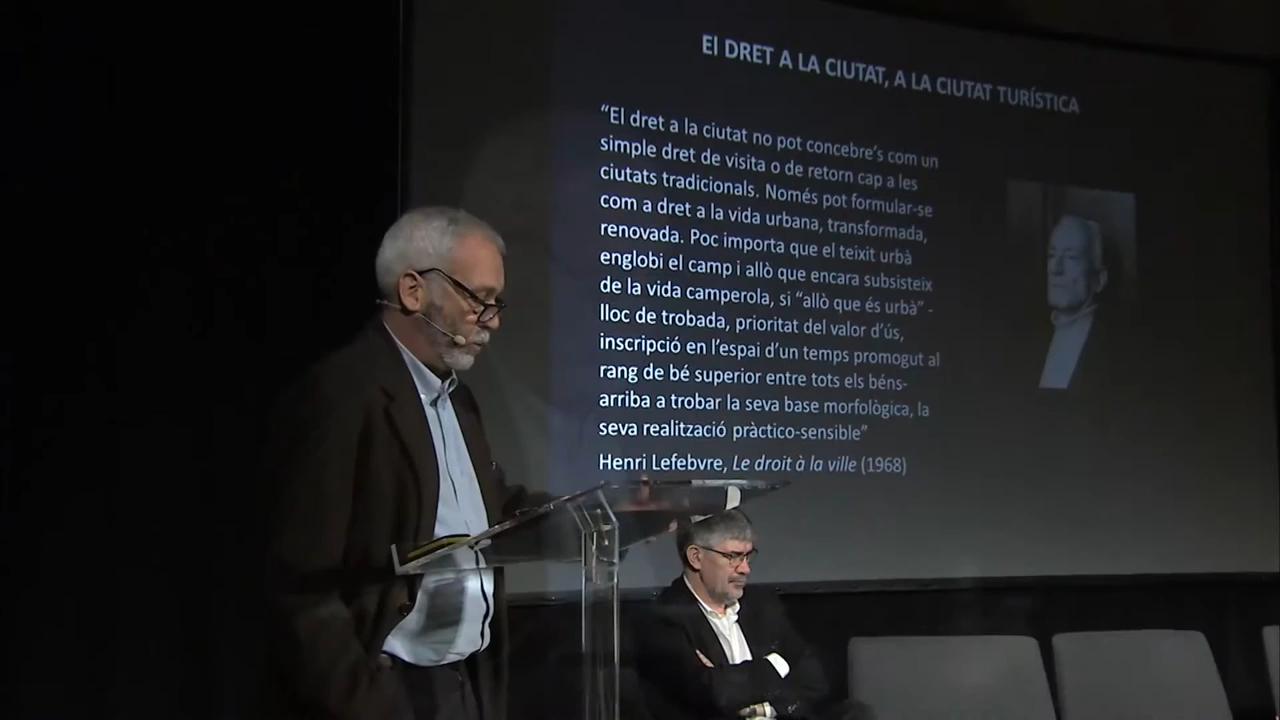 El DRET A LA CIUTAT, A LA CIUTAT TURÍSTICA
“El dret a la ciutat no pot concebre’s com un
simple dret de visita o de retorn cap a les
ciutats tradicionals. Només pot formular-se
com a dret a la vida urbana, transformada,
renovada. Poc importa que el teixit urbà
englobi el camp i allò que encara subsisteix
de la vida camperola, si “allò que és urbà” -
lloc de trobada, prioritat del valor d’ús,
inscripció en l’espai d’un temps promogut al
rang de bé superior entre tots els béns-
arriba a trobar la seva base morfològica, la
seva realització pràctico-sensible”
Henri Lefebvre, Le droit à la ville (1968)